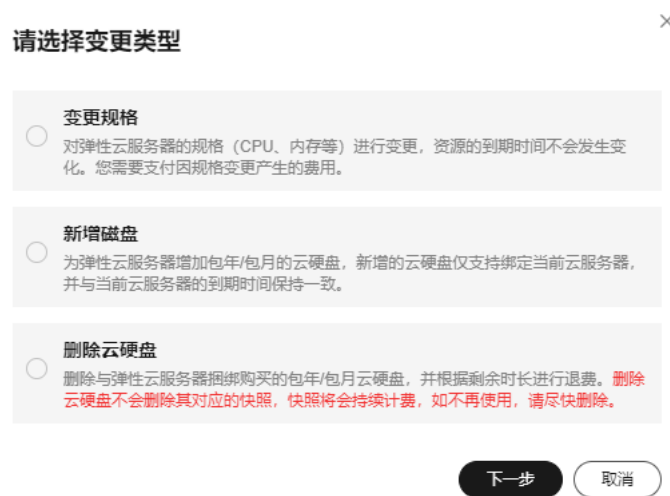 请选择变更类型
变更规格
对弹性云服务器的规格（CPU、内存等）进行变更，资源的到期时间不会发生变
化。您需要支付因规格变更产生的费用。
新增磁盘
为弹性云服务器增加包年/包月的云硬盘，新增的云硬盘仅支持绑定当前云服务器，
并与当前云服务器的到期时间保持一致。
删除云硬盘
删除与弹性云服务器捆绑购买的包年/包月云硬盘，并根据剩余时长进行退费。删除
云硬盘不会删除其对应的快照，快照将会持续计费，如不再使用，请尽快删除。
下一步 取消